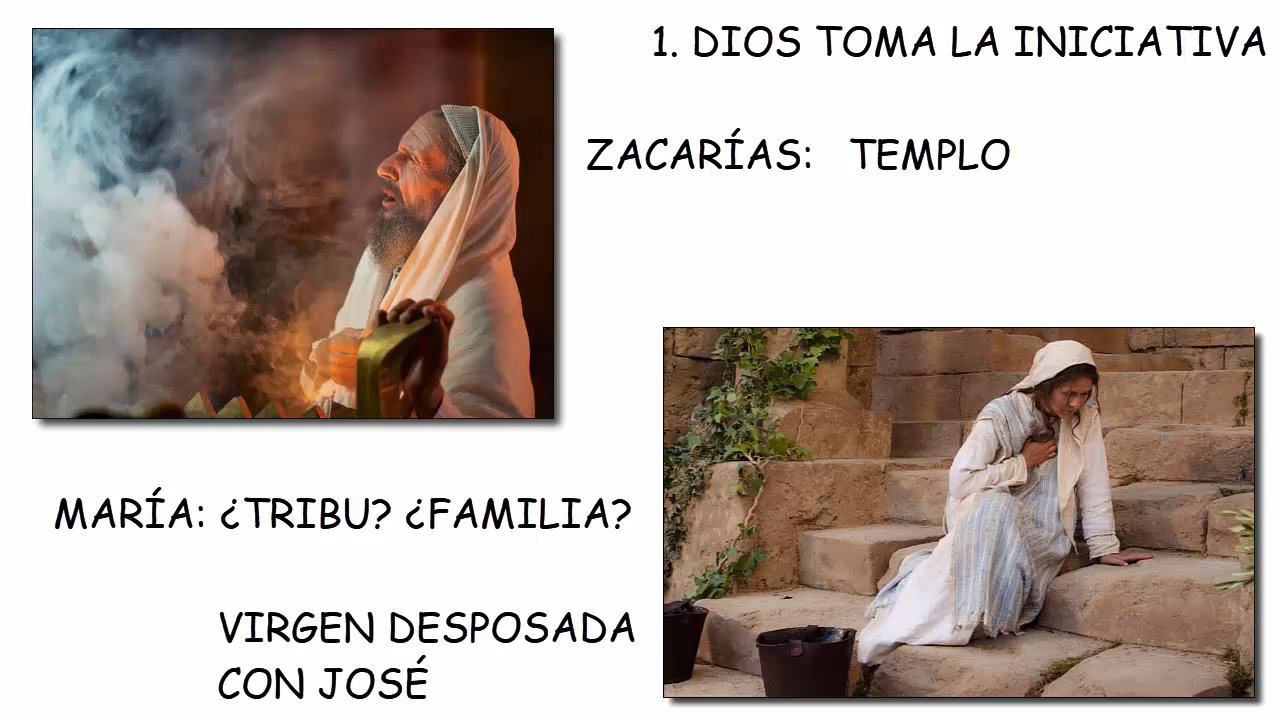 1. DIOS TOMA LA INICIATIVA
ZACARÍAS: TEMPLO
MARÍA: ¿TRIBU? ¿FAMILIA?
VIRGEN DESPOSADA
CON JOSÉ